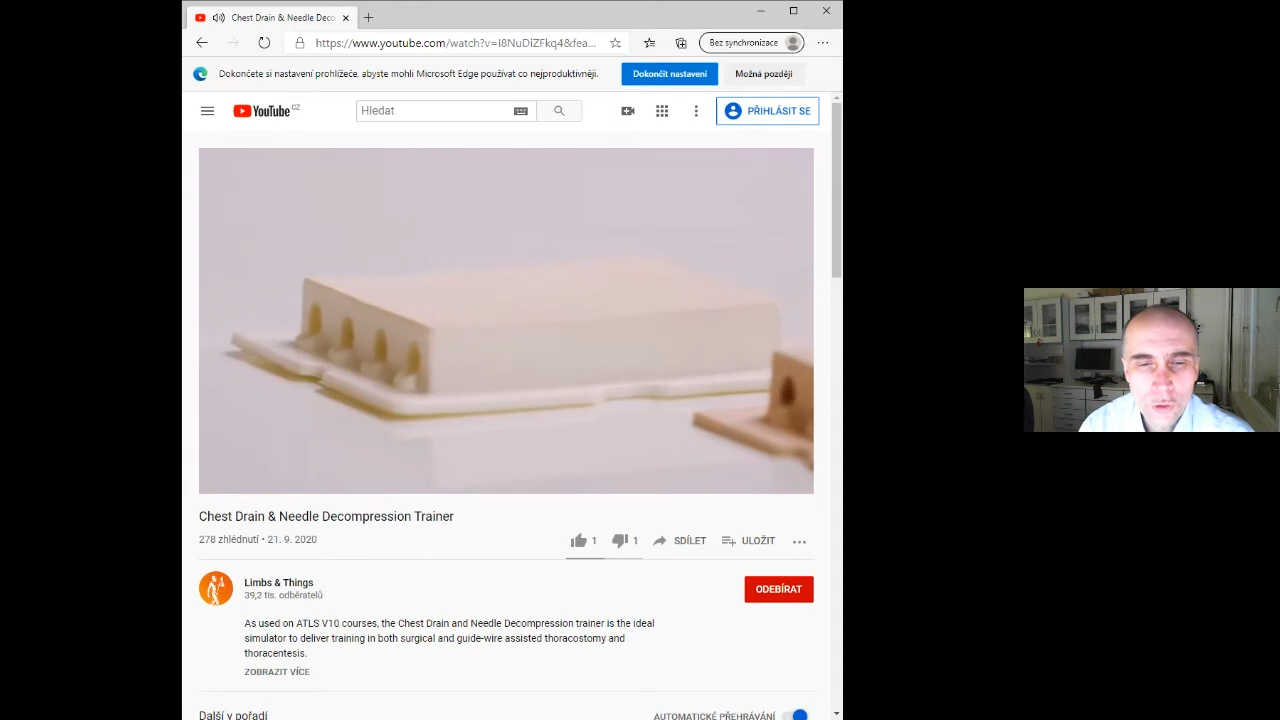 Chest Drain & Needle Deco
https://www.youtube.com/watch?v=I8NuDiZFkq4&fea...
Bez synchronizace
Dokončete si nastavení prohlížeče, abyste mohli Microsoft Edge používat co nejproduktivněji.
Dokončit nastavení
Možná později
YouTube CZ
Hledat
PŘIHLÁSIT SE
Chest Drain & Needle Decompression Trainer
278 zhlédnutí • 21. 9. 2020
1
1
SDÍLET
ULOŽIT
Limbs & Things
39,2 tis. odběratelů
ODEBÍRAT
As used on ATLS V10 courses, the Chest Drain and Needle Decompression trainer is the ideal
simulator to deliver training in both surgical and guide-wire assisted thoracostomy and
thoracentesis.
ZOBRAZIT VÍCE
Další v pořadí
AUTOMATICKÉ PŘEHRÁVÁNÍ